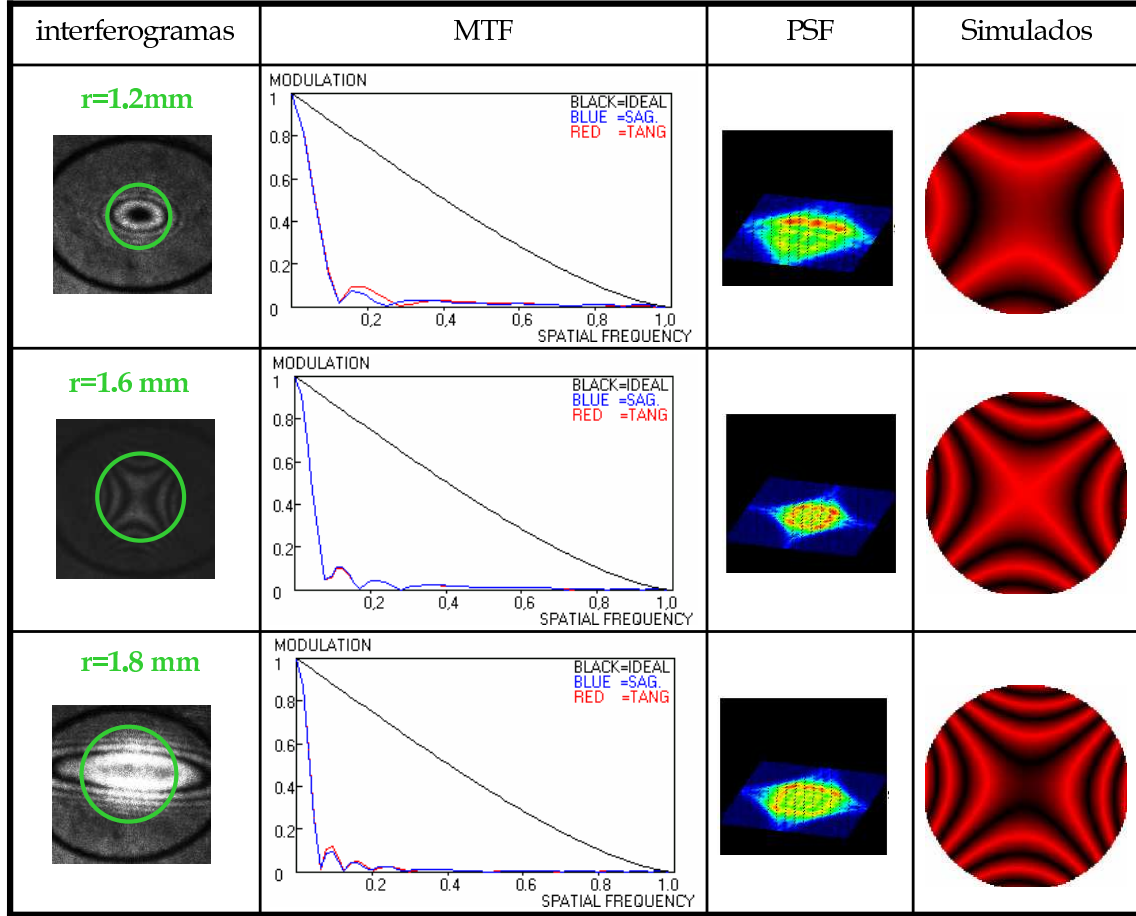 interferogramas MTF PSF Simulados
r=1.2mm
MODULATION
BLACK=IDEAL
BLUE =SAG.
RED =TANG
1
0.8
0.6
0.4
0.2
0
0,2 0,4 0,6 0,8 1,0
SPATIAL FREQUENCY
r=1.6 mm
MODULATION
BLACK=IDEAL
BLUE =SAG.
RED =TANG
1
0.8
0.6
0.4
0.2
0
0,2 0,4 0,6 0,8 1,0
SPATIAL FREQUENCY
r=1.8 mm
MODULATION
BLACK=IDEAL
BLUE =SAG.
RED =TANG
1
0.8
0.6
0.4
0.2
0
0.2 0.4 0.6 0.8 1.0
SPATIAL FREQUENCY